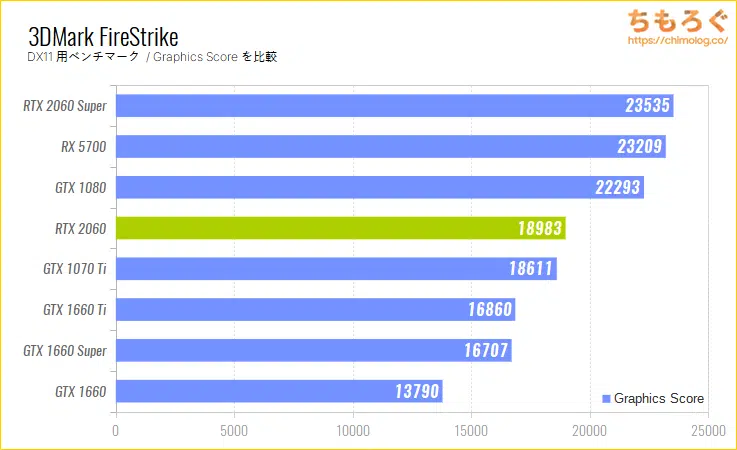 3DMark FireStrike
DX11 用ベンチマーク / Graphics Score を比較
ちもろぐ
https://chimolog.co/
RTX 2060 Super 23535
RX 5700 23209
GTX 1080 22293
RTX 2060 18983
GTX 1070 Ti 18611
GTX 1660 Ti 16860
GTX 1660 Super 16707
GTX 1660 13790
Graphics Score
0 5000 10000 15000 20000 25000